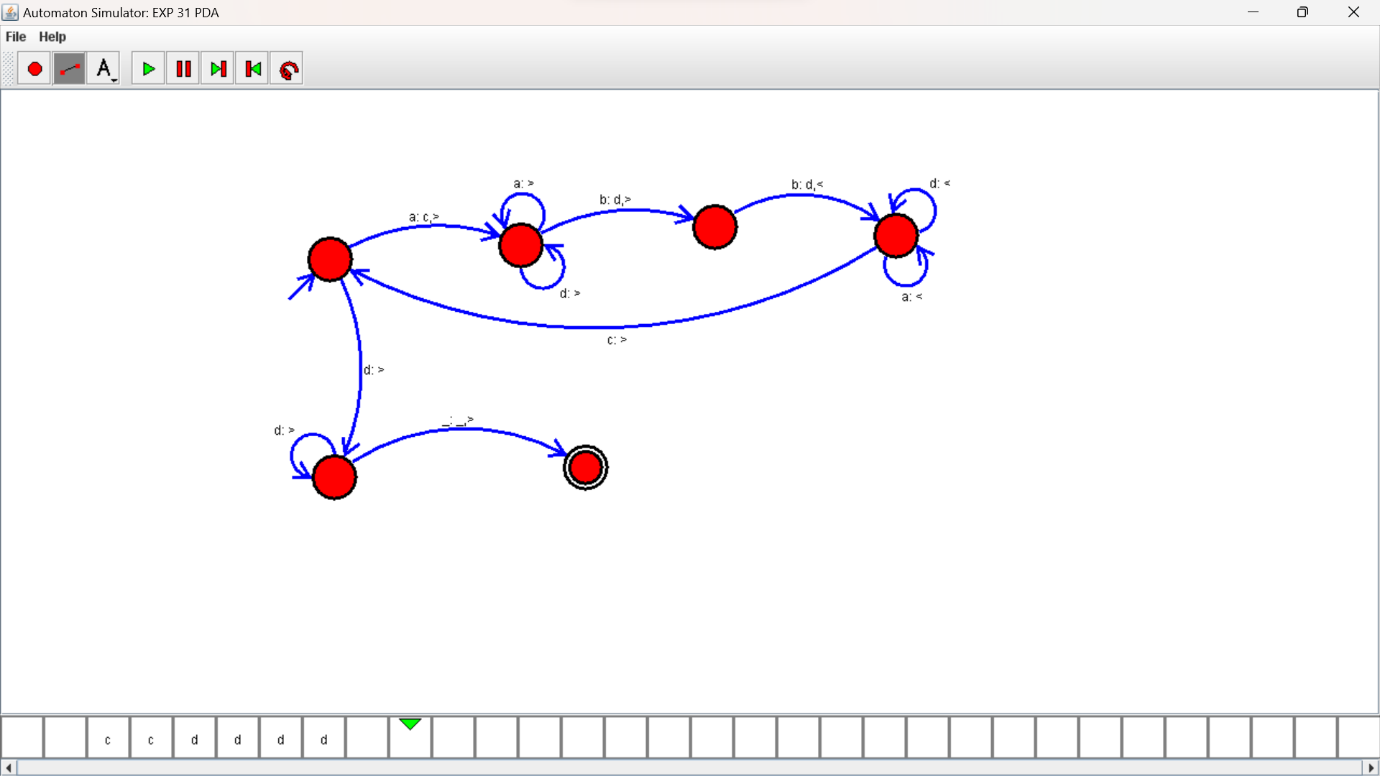 Automaton Simulator: EXP 31 PDA
File Help
A
a: > b: d,> b: d,< d: <
a: c,>
d: > a: <
c: >
d: >
d: > _: _,>
c c d d d d